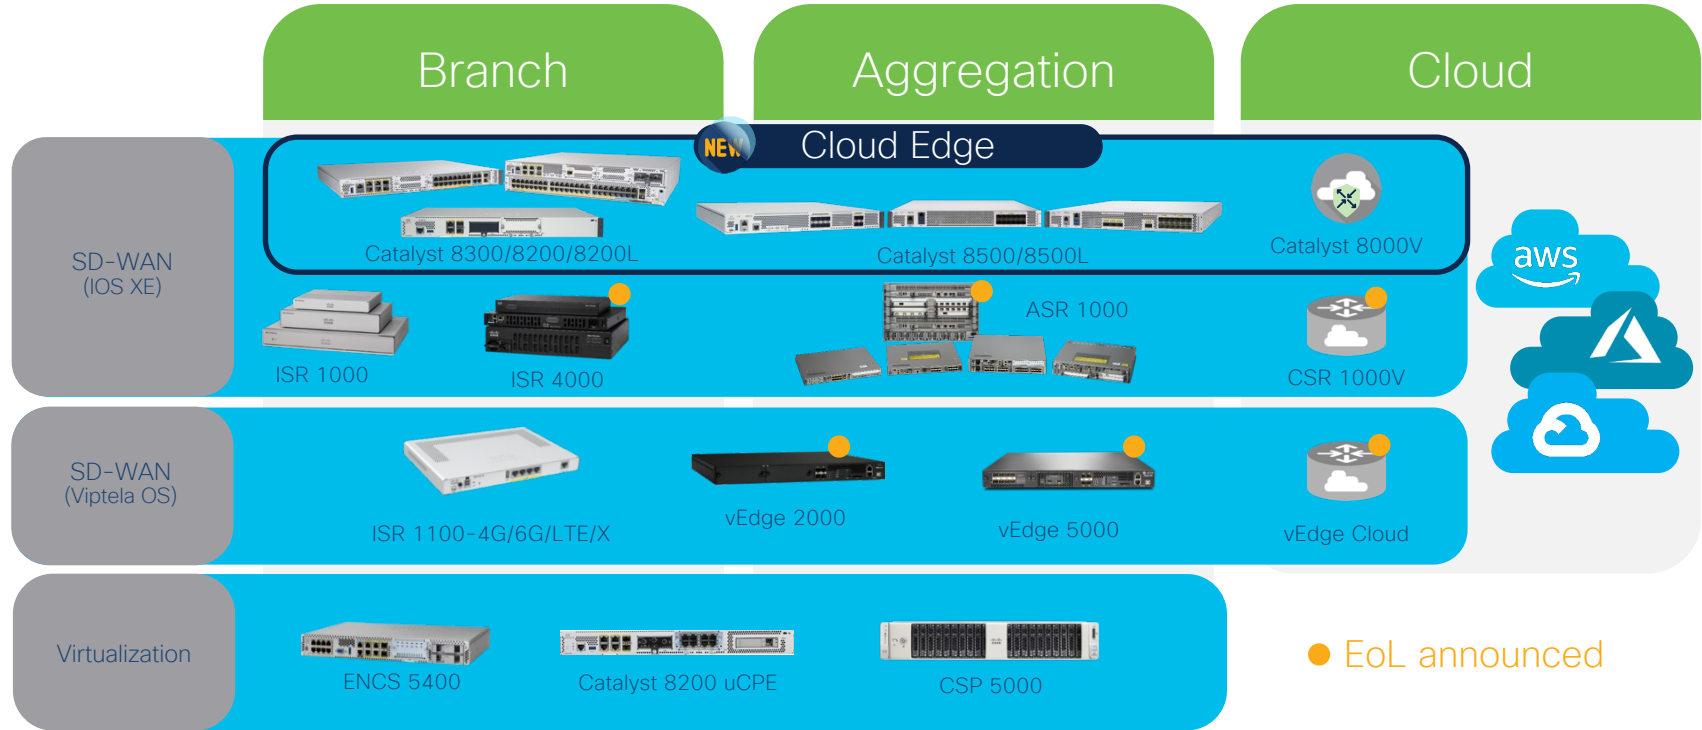 Branch
Aggregation
Cloud
NEW
Cloud Edge
SD-WAN
(IOS XE)
Catalyst 8300/8200/8200L
Catalyst 8500/8500L
Catalyst 8000V
aws
ISR 1000
ISR 4000
ASR 1000
CSR 1000V
SD-WAN
(Viptela OS)
ISR 1100-4G/6G/LTE/X
vEdge 2000
vEdge 5000
vEdge Cloud
Virtualization
ENCS 5400
Catalyst 8200 uCPE
CSP 5000
EoL announced